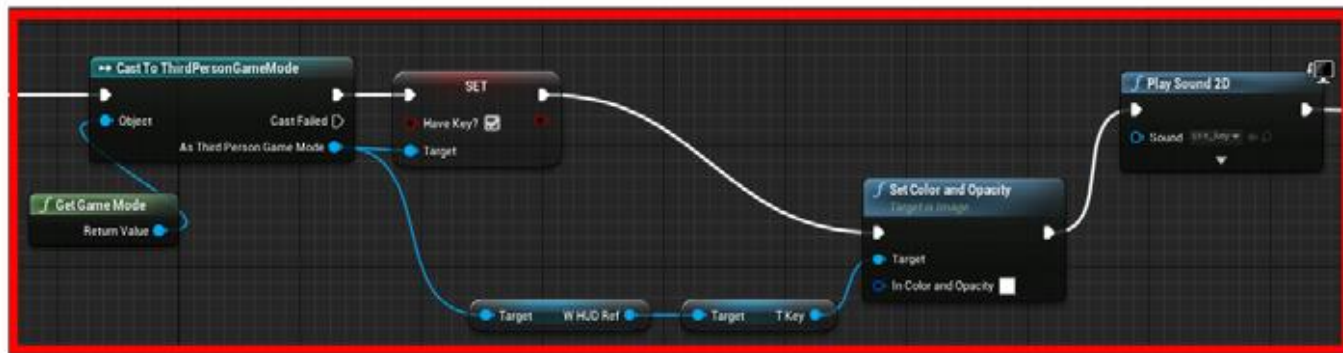 Cast To ThirdPersonGameMode
Object
Cast Failed
As Third Person Game Mode
Get Game Mode
Return Value
SET
Have Key?
Target
Target
W HUD Ref
Target
T Key
Set Color and Opacity
Target is Image
Target
In Color and Opacity
Play Sound 2D
Sound